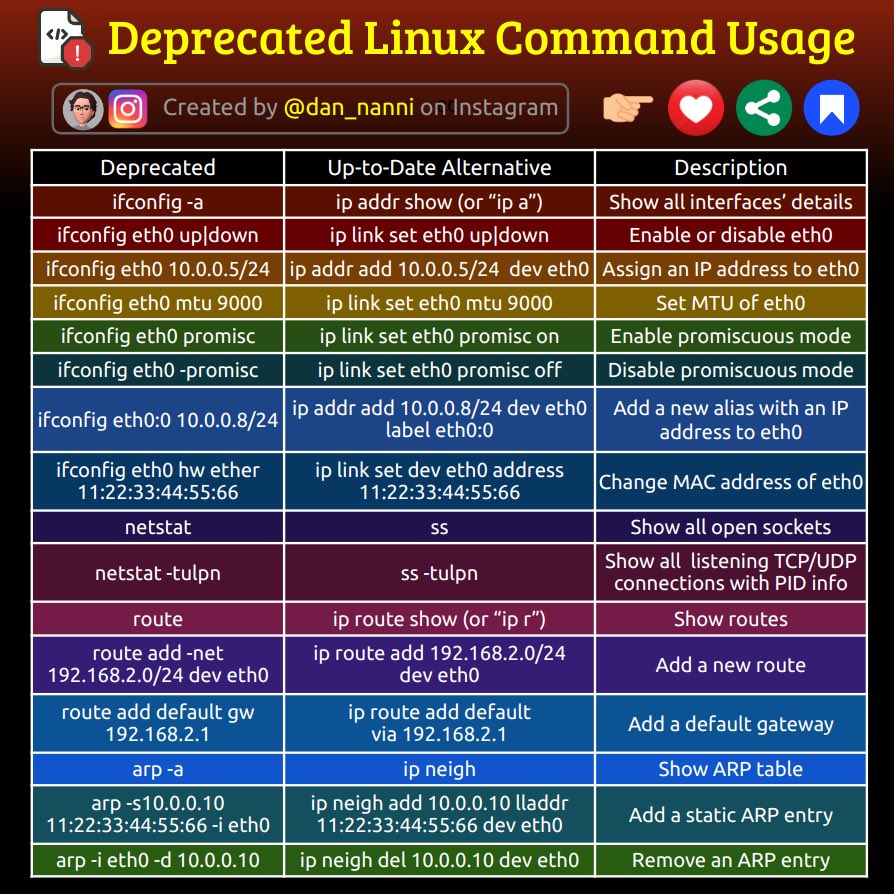 Deprecated Linux Command Usage
Created by @dan_nanni on Instagram
Deprecated Up-to-Date Alternative Description
ifconfig -a ip addr show (or “ip a”) Show all interfaces’ details
ifconfig eth0 up|down ip link set eth0 up|down Enable or disable eth0
ifconfig eth0 10.0.0.5/24 ip addr add 10.0.0.5/24 dev eth0 Assign an IP address to eth0
ifconfig eth0 mtu 9000 ip link set eth0 mtu 9000 Set MTU of eth0
ifconfig eth0 promisc ip link set eth0 promisc on Enable promiscuous mode
ifconfig eth0 -promisc ip link set eth0 promisc off Disable promiscuous mode
ifconfig eth0:0 10.0.0.8/24
ip addr add 10.0.0.8/24 dev eth0
label eth0:0
Add a new alias with an IP
address to eth0
ifconfig eth0 hw ether
11:22:33:44:55:66
ip link set dev eth0 address
11:22:33:44:55:66
Change MAC address of eth0
netstat ss Show all open sockets
netstat -tulpn
ss -tulpn
Show all listening TCP/UDP
connections with PID info
route ip route show (or “ip r”) Show routes
route add -net
192.168.2.0/24 dev eth0
ip route add 192.168.2.0/24
dev eth0
Add a new route
route add default gw
192.168.2.1
ip route add default
via 192.168.2.1
Add a default gateway
arp -a ip neigh Show ARP table
arp -s10.0.0.10
11:22:33:44:55:66 -i eth0
ip neigh add 10.0.0.10 lladdr
11:22:33:44:55:66 dev eth0
Add a static ARP entry
arp -i eth0 -d 10.0.0.10 ip neigh del 10.0.0.10 dev eth0 Remove an ARP entry